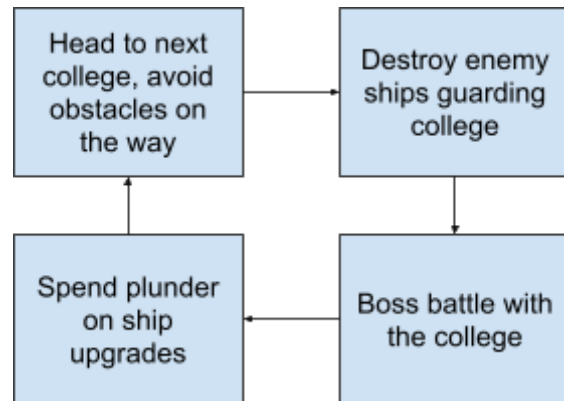 Head to next
college, avoid
obstacles on
the way
Destroy enemy
ships guarding
college
Spend plunder
on ship
upgrades
Boss battle with
the college